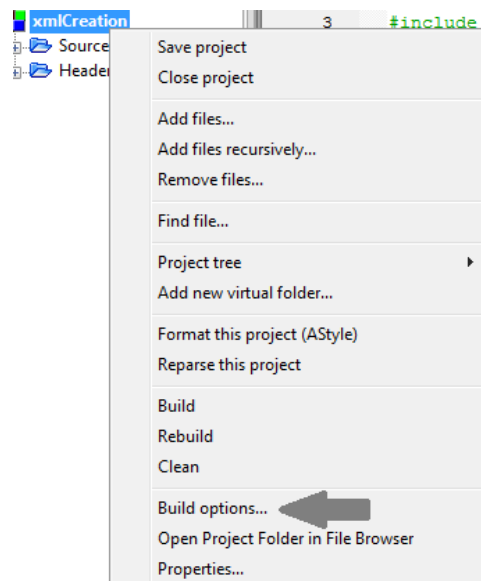 xmlCreation 3 #include
Source Save project
Header Close project
Add files...
Add files recursively...
Remove files...
Find file...
Project tree
Add new virtual folder...
Format this project (AStyle)
Reparse this project
Build
Rebuild
Clean
Build options...
Open Project Folder in File Browser
Properties...